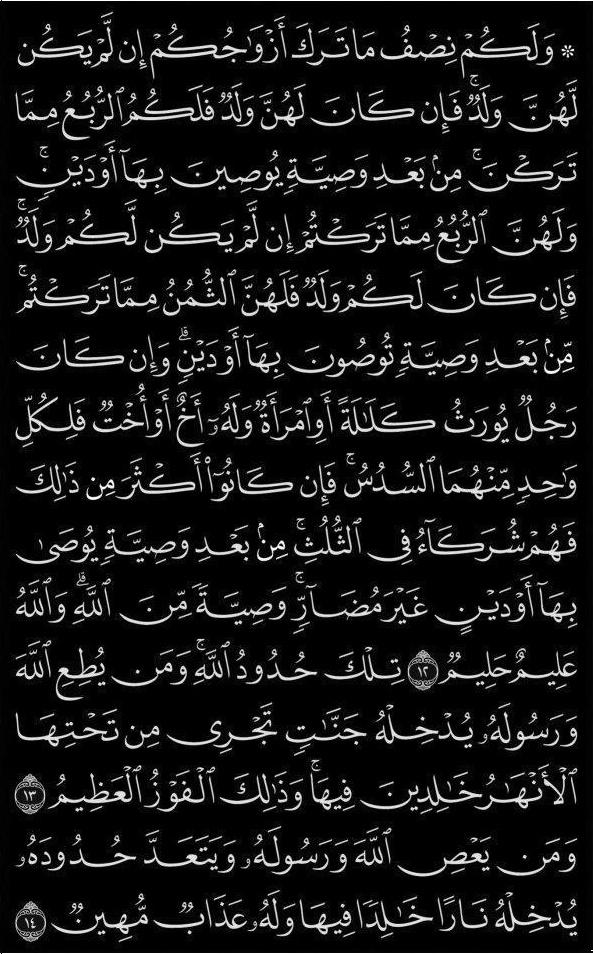 ۞ وَلَكُمْ نِصْفُ مَا تَرَكَ أَزْوَٰجُكُمْ إِن لَّمْ يَكُن
لَّهُنَّ وَلَدٌ ۚ فَإِن كَانَ لَهُنَّ وَلَدٌ فَلَكُمُ ٱلرُّبُعُ مِمَّا
تَرَكْنَ ۚ مِنۢ بَعْدِ وَصِيَّةٍ يُوصِينَ بِهَآ أَوْ دَيْنٍ ۚ
وَلَهُنَّ ٱلرُّبُعُ مِمَّا تَرَكْتُمْ إِن لَّمْ يَكُن لَّكُمْ وَلَدٌ ۚ
فَإِن كَانَ لَكُمْ وَلَدٌ فَلَهُنَّ ٱلثُّمُنُ مِمَّا تَرَكْتُم ۚ
مِّنۢ بَعْدِ وَصِيَّةٍ تُوصُونَ بِهَآ أَوْ دَيْنٍ ۗ وَإِن كَانَ
رَجُلٌ يُورَثُ كَلَٰلَةً أَوِ ٱمْرَأَةٌ وَلَهُۥٓ أَخٌ أَوْ أُخْتٌ فَلِكُلِّ
وَٰحِدٍ مِّنْهُمَا ٱلسُّدُسُ ۚ فَإِن كَانُوٓا۟ أَكْثَرَ مِن ذَٰلِكَ
فَهُمْ شُرَكَآءُ فِى ٱلثُّلُثِ ۚ مِنۢ بَعْدِ وَصِيَّةٍ يُوصَىٰ
بِهَآ أَوْ دَيْنٍ غَيْرَ مُضَآرٍّ ۚ وَصِيَّةً مِّنَ ٱللَّهِ ۗ وَٱللَّهُ
عَلِيمٌ حَلِيمٌ ١٢ تِلْكَ حُدُودُ ٱللَّهِ ۚ وَمَن يُطِعِ ٱللَّهَ
وَرَسُولَهُۥ يُدْخِلْهُ جَنَّٰتٍ تَجْرِى مِن تَحْتِهَا
ٱلْأَنْهَٰرُ خَٰلِدِينَ فِيهَا ۚ وَذَٰلِكَ ٱلْفَوْزُ ٱلْعَظِيمُ ١٣
وَمَن يَعْصِ ٱللَّهَ وَرَسُولَهُۥ وَيَتَعَدَّ حُدُودَهُۥ
يُدْخِلْهُ نَارًا خَٰلِدًا فِيهَا وَلَهُۥ عَذَابٌ مُّهِينٌ ١٤